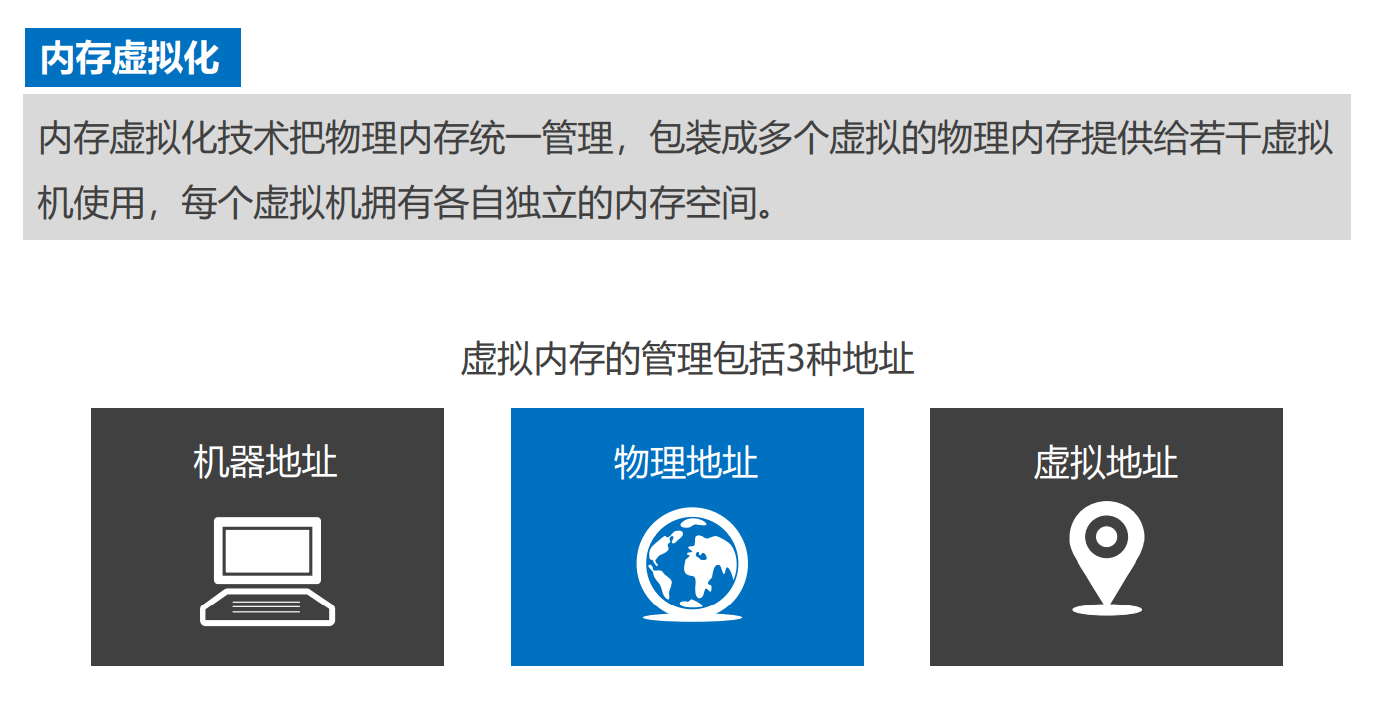 内存虚拟化
内存虚拟化技术把物理内存统一管理，包装成多个虚拟的物理内存提供给若干虚拟
机使用，每个虚拟机拥有各自独立的内存空间。
虚拟内存的管理包括3种地址
机器地址
物理地址
虚拟地址